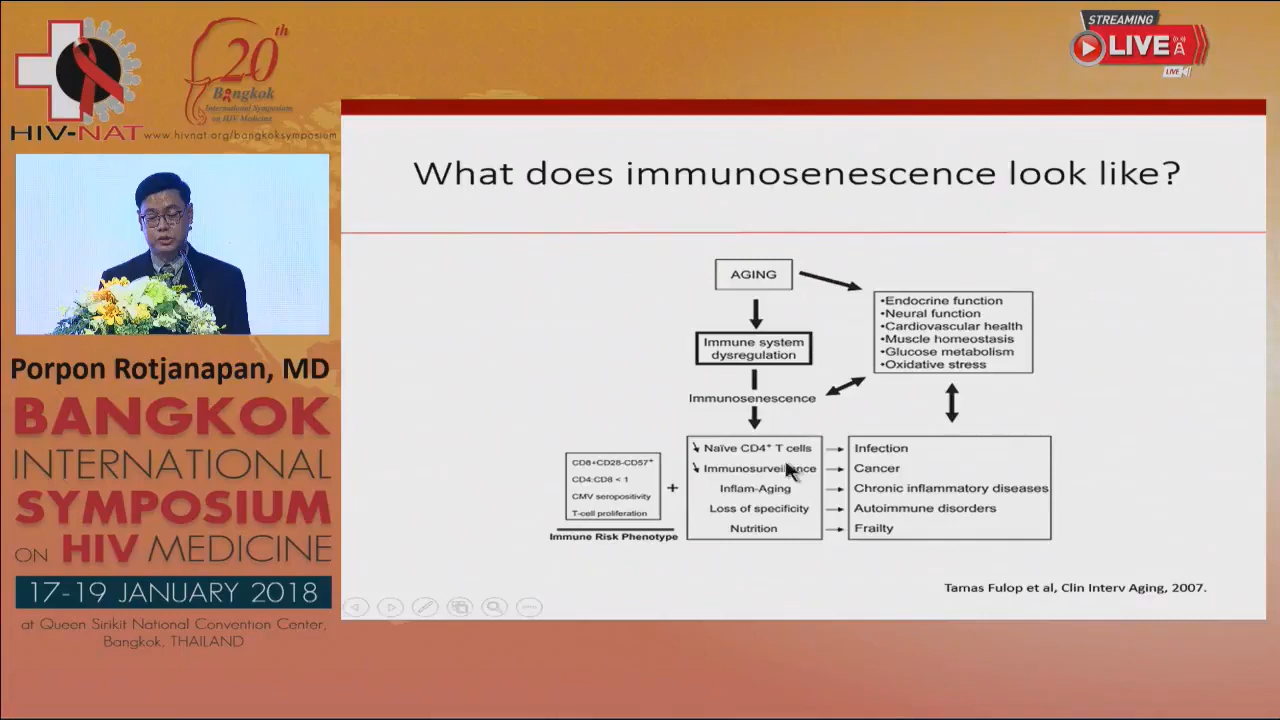 20th
Bangkok
International Symposium
on HIV Medicine
HIV-NAT
www.hivnat.org/bangkoksymposium
STREAMING
LIVE
LIVE
What does immunosenescence look like?
AGING
•Endocrine function
•Neural function
•Cardiovascular health
•Muscle homeostasis
•Glucose metabolism
•Oxidative stress
Immune system
dysregulation
Immunosenescence
CD8+CD28-CD57+
CD4:CD8 < 1
CMV seropositivity
T-cell proliferation
Immune Risk Phenotype
+
↘ Naïve CD4+ T cells
↘ Immunosurveillance
Inflam-Aging
Loss of specificity
Nutrition
Infection
Cancer
Chronic inflammatory diseases
Autoimmune disorders
Frailty
Tamas Fulop et al, Clin Interv Aging, 2007.
Porpon Rotjanapan, MD
BANGKOK
INTERNATIONAL
SYMPOSIUM
ON HIV MEDICINE
17-19 JANUARY 2018
at Queen Sirikit National Convention Center,
Bangkok, THAILAND